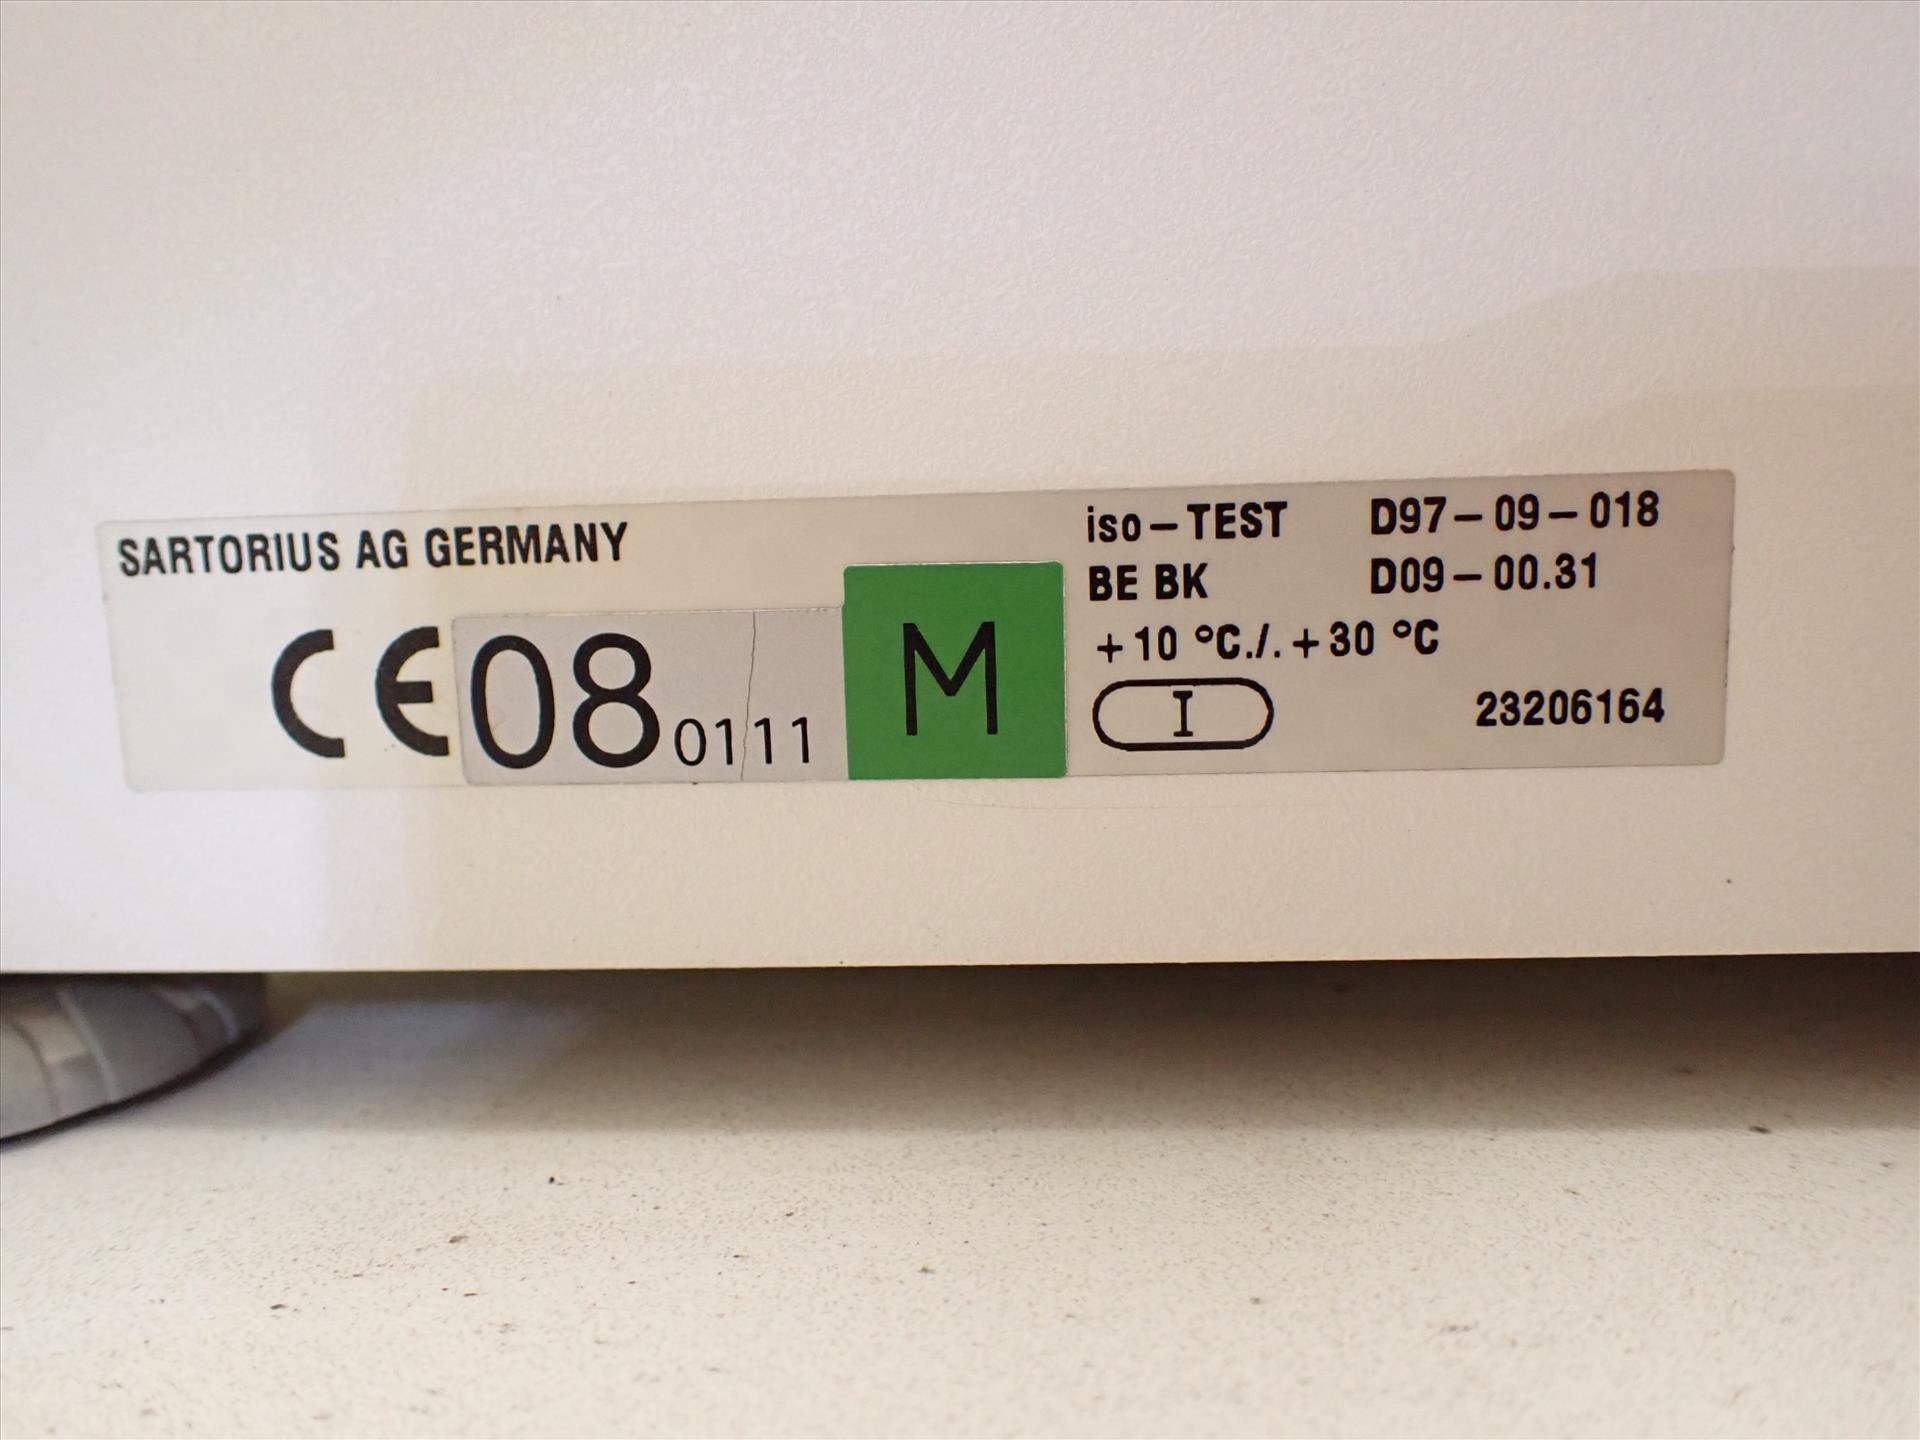 SARTORIUS AG GERMANY
CE 08 0111 M
iso-TEST D97-09-018
BE BK D09-00.31
+10 °C./.+30 °C
I 23206164